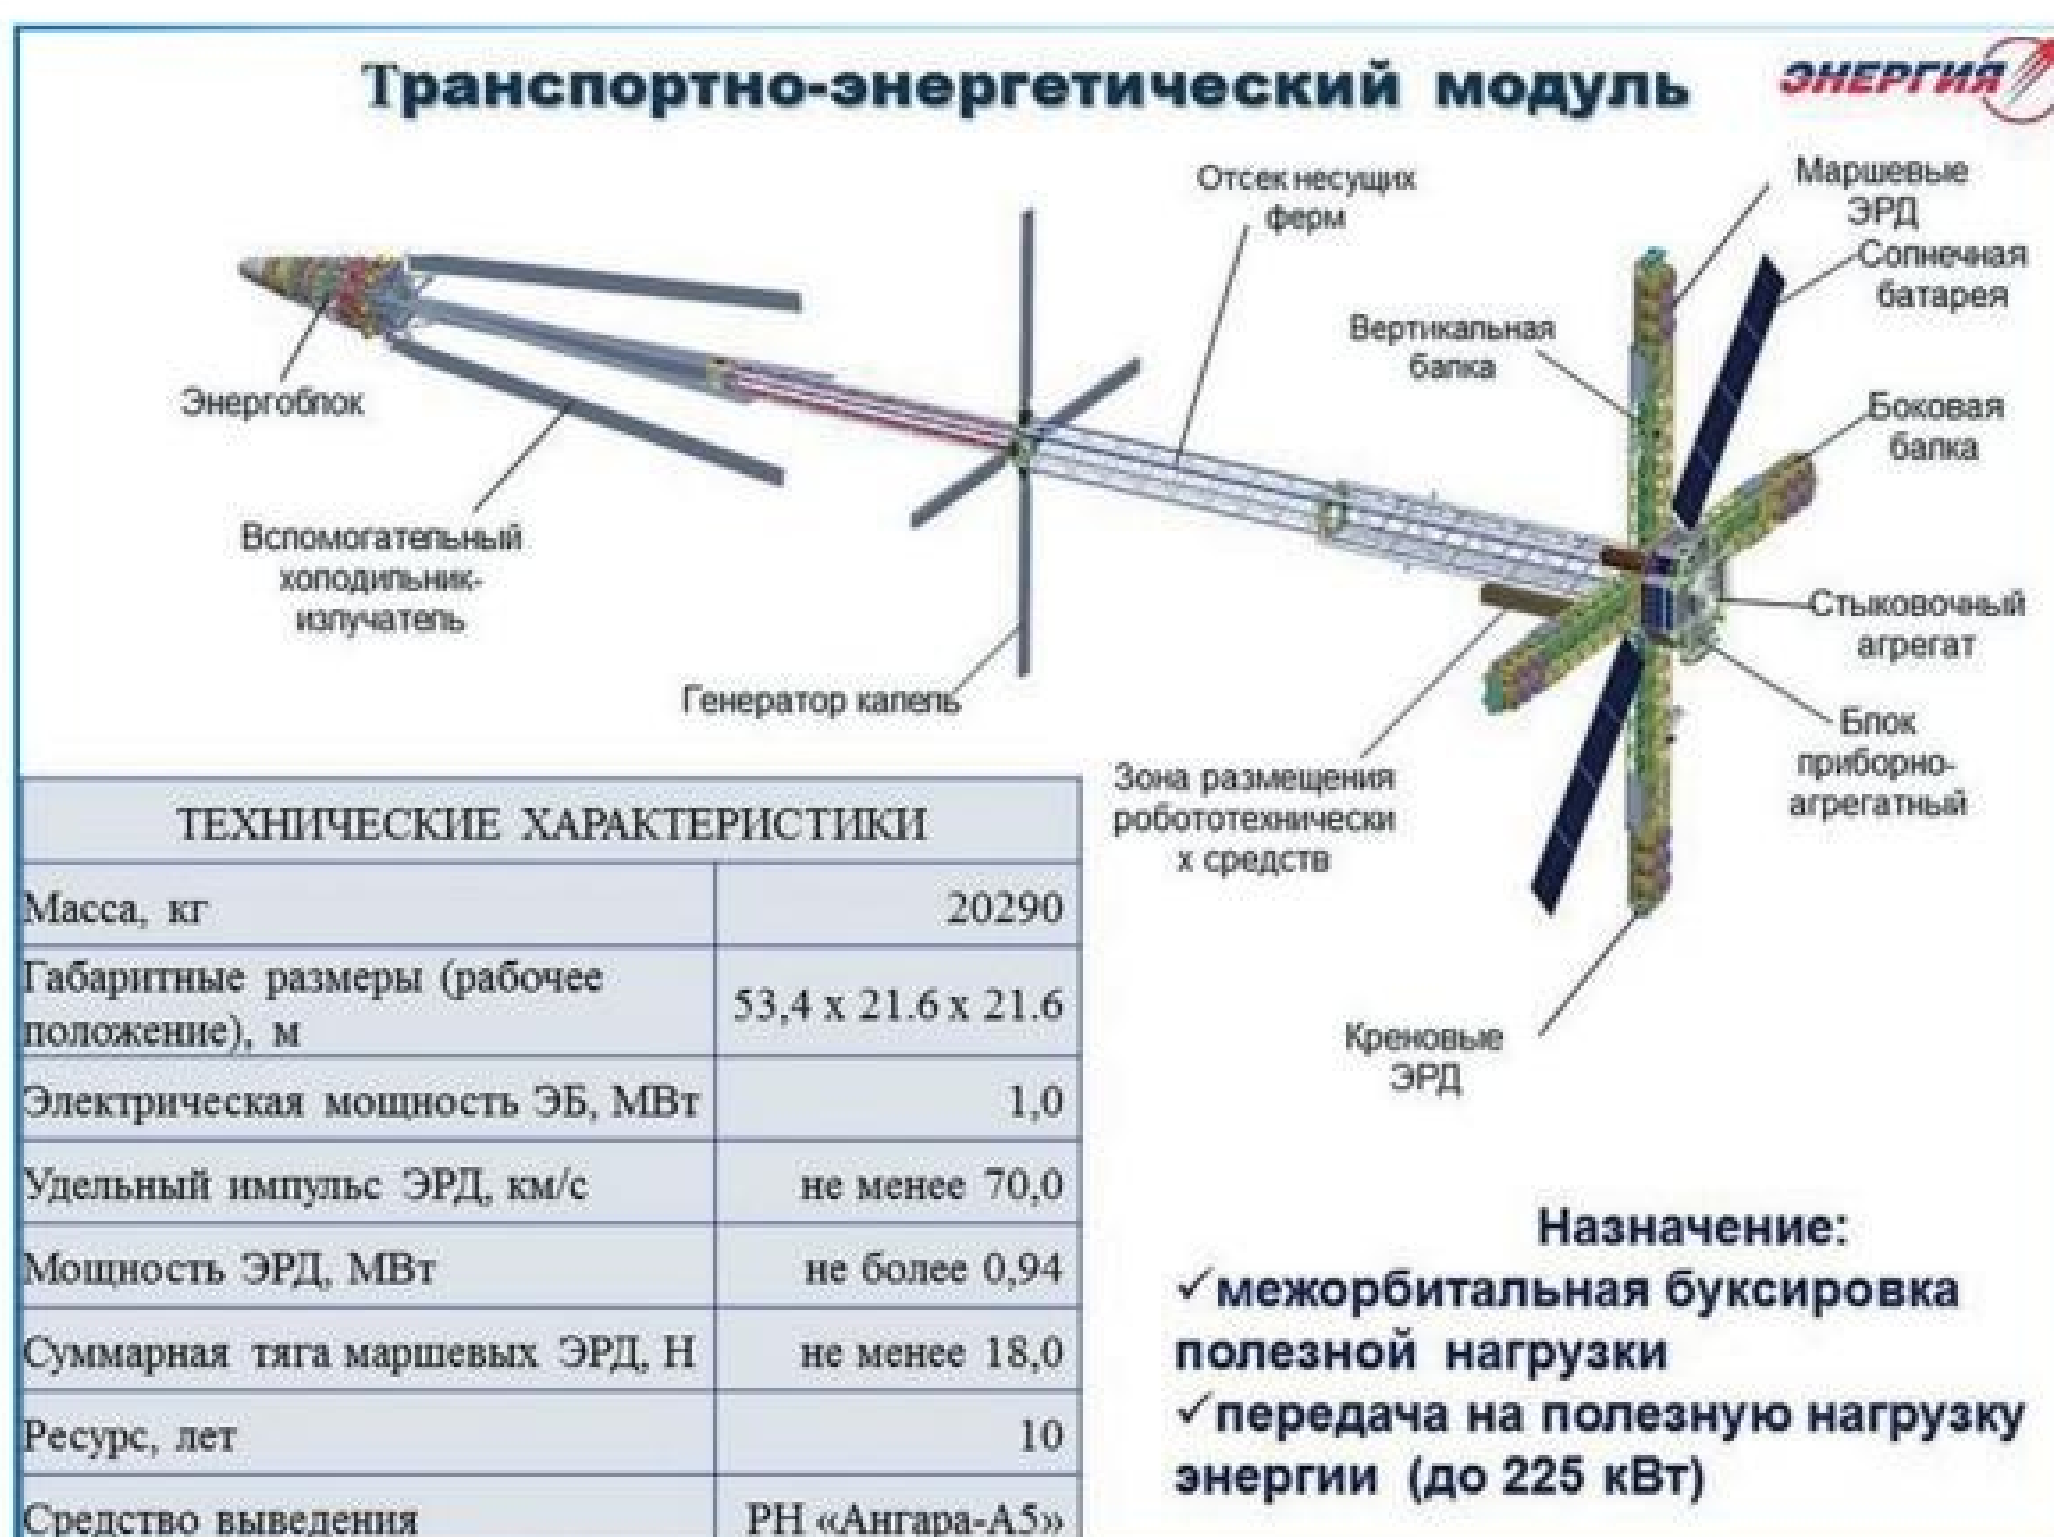 Транспортно-энергетический модуль
ЭНЕРГИЯ
Отсек несущих
ферм
Маршевые
ЭРД
Солнечная
батарея
Вертикальная
балка
Боковая
балка
Энергоблок
Вспомогательный
холодильник-
излучатель
Генератор капель
Стыковочный
агрегат
Блок
приборно-
агрегатный
Зона размещения
робототехнически
х средств
Креновые
ЭРД
ТЕХНИЧЕСКИЕ ХАРАКТЕРИСТИКИ
Масса, кг 20290
Габаритные размеры (рабочее
положение), м 53,4 х 21.6 х 21.6
Электрическая мощность ЭБ, МВт 1,0
Удельный импульс ЭРД, км/с не менее 70,0
Мощность ЭРД, МВт не более 0,94
Суммарная тяга маршевых ЭРД, Н не менее 18,0
Ресурс, лет 10
Средство выведения РН «Ангара-А5»
Назначение:
✓межорбитальная буксировка
полезной нагрузки
✓передача на полезную нагрузку
энергии (до 225 кВт)